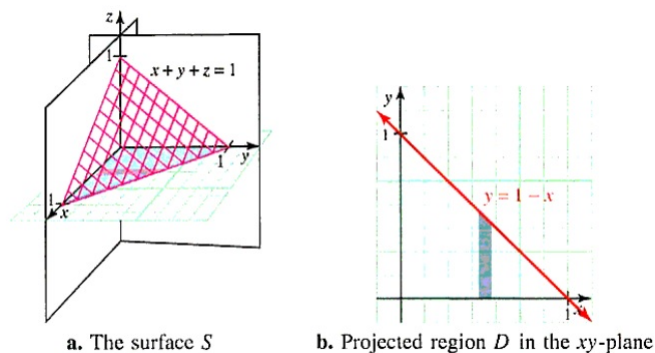 z
1
x + y + z = 1
1
y
1
x
y
1
y = 1 − x
1
a. The surface S
b. Projected region D in the xy-plane